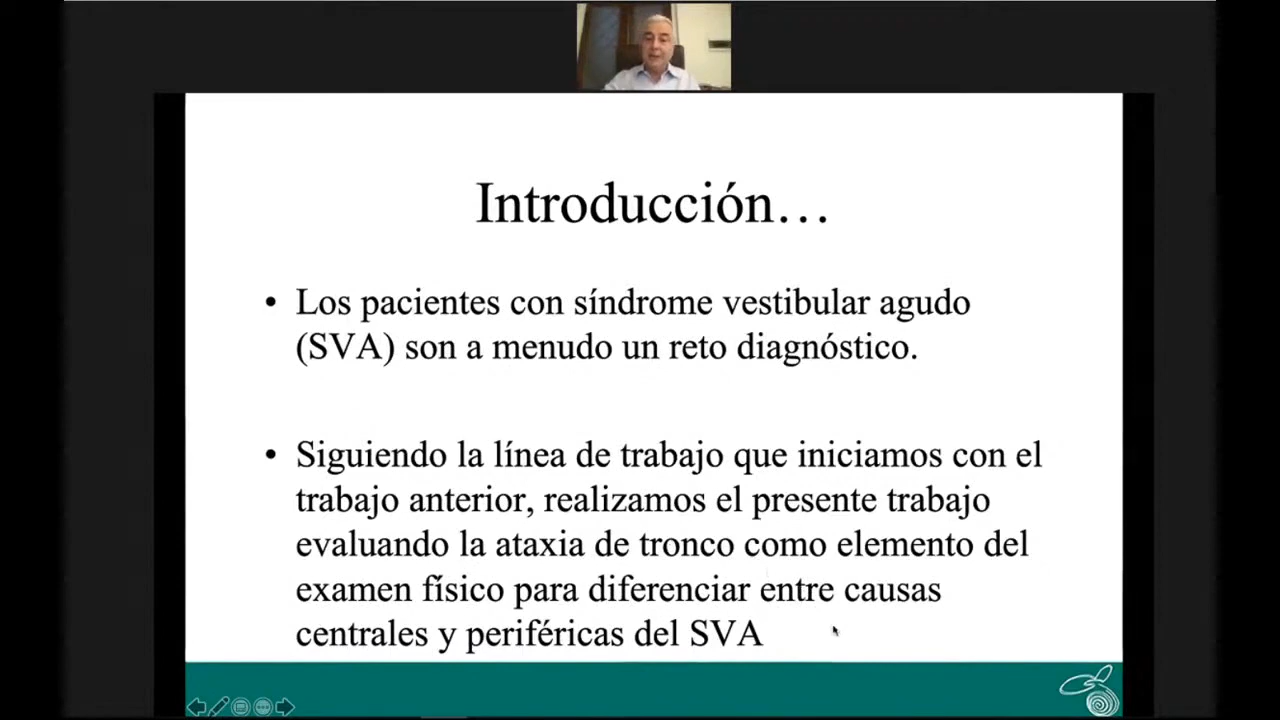 Introducción…
• Los pacientes con síndrome vestibular agudo
(SVA) son a menudo un reto diagnóstico.
• Siguiendo la línea de trabajo que iniciamos con el
trabajo anterior, realizamos el presente trabajo
evaluando la ataxia de tronco como elemento del
examen físico para diferenciar entre causas
centrales y periféricas del SVA